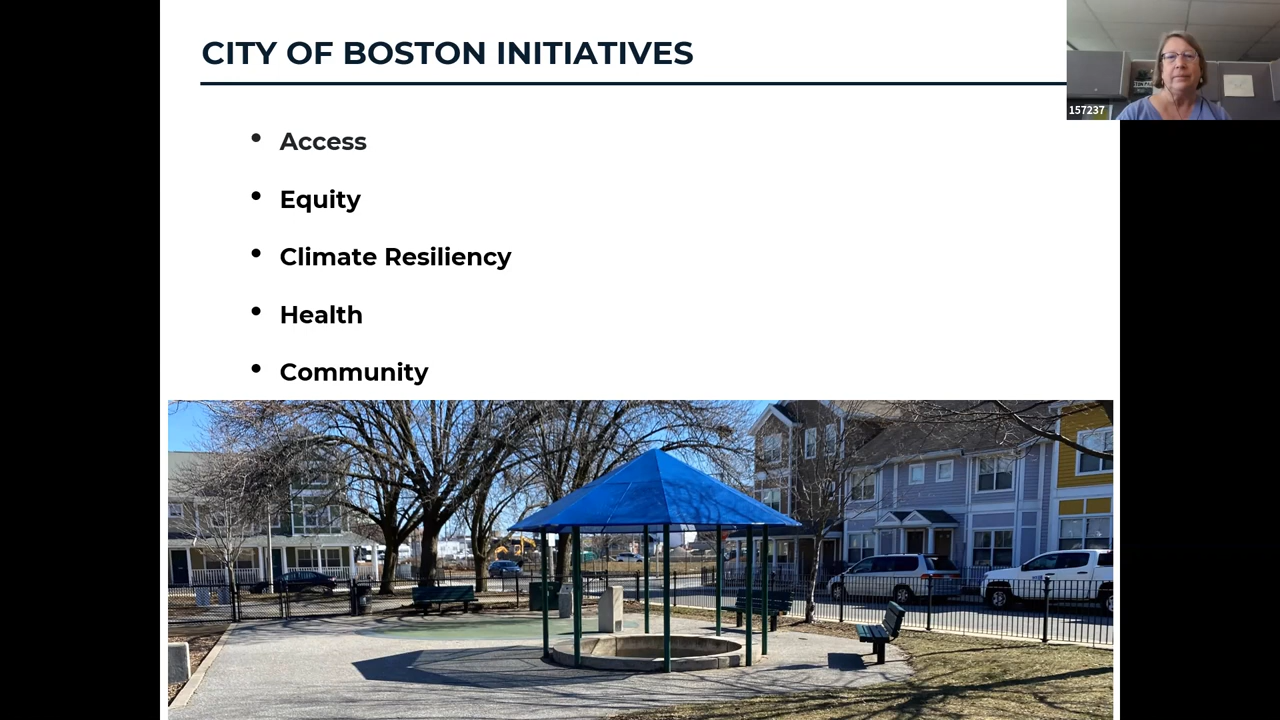 CITY OF BOSTON INITIATIVES
157237
• Access
• Equity
• Climate Resiliency
• Health
• Community